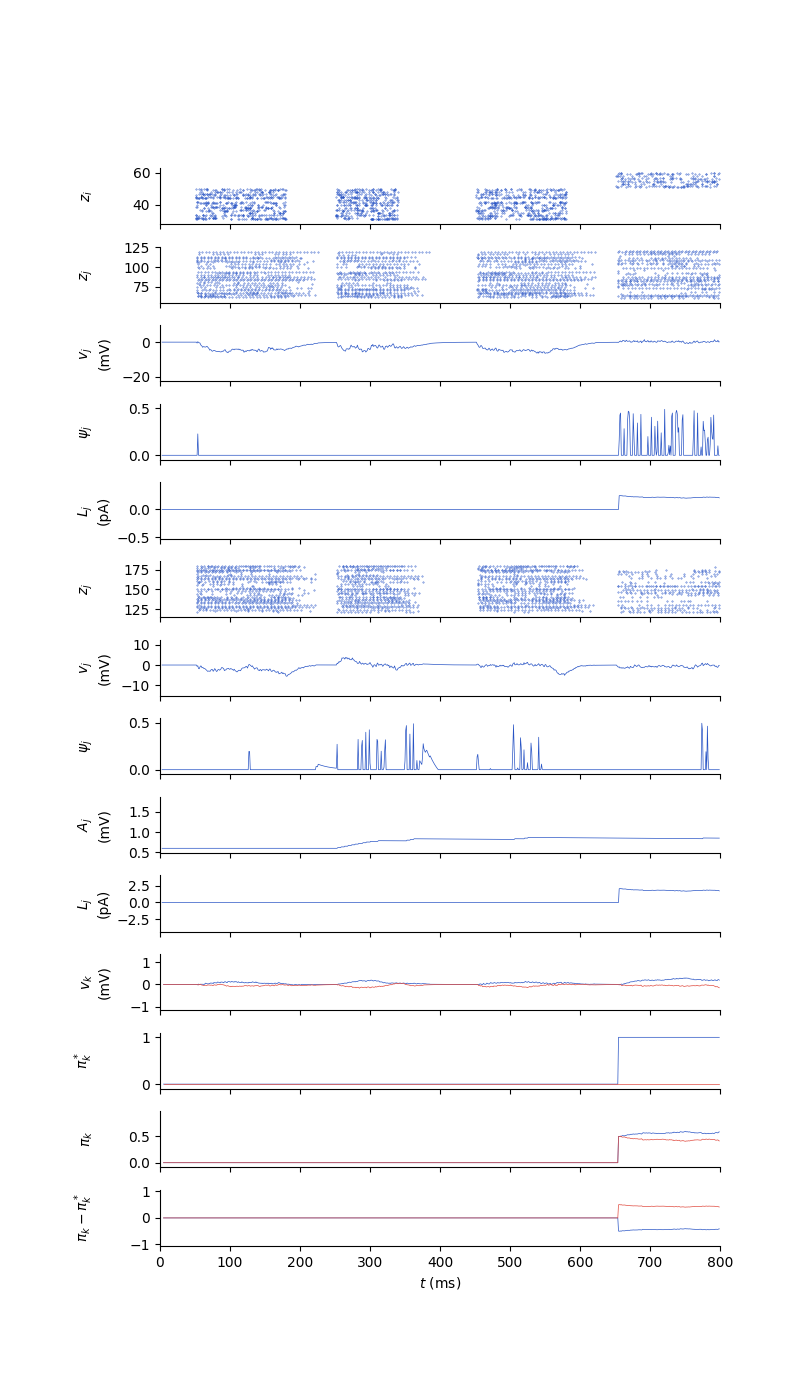 60
40
z_i
125
100
75
z_j
0
−20
v_j
(mV)
0.5
0.0
ψ_j
0.0
−0.5
L_j
(pA)
175
150
125
z_j
10
0
−10
v_j
(mV)
0.5
0.0
ψ_j
1.5
1.0
0.5
A_j
(mV)
2.5
0.0
−2.5
L_j
(pA)
1
0
−1
v_k
(mV)
1
0
π_k^*
0.5
0.0
π_k
1
0
−1
π_k − π_k^*
0 100 200 300 400 500 600 700 800
t (ms)